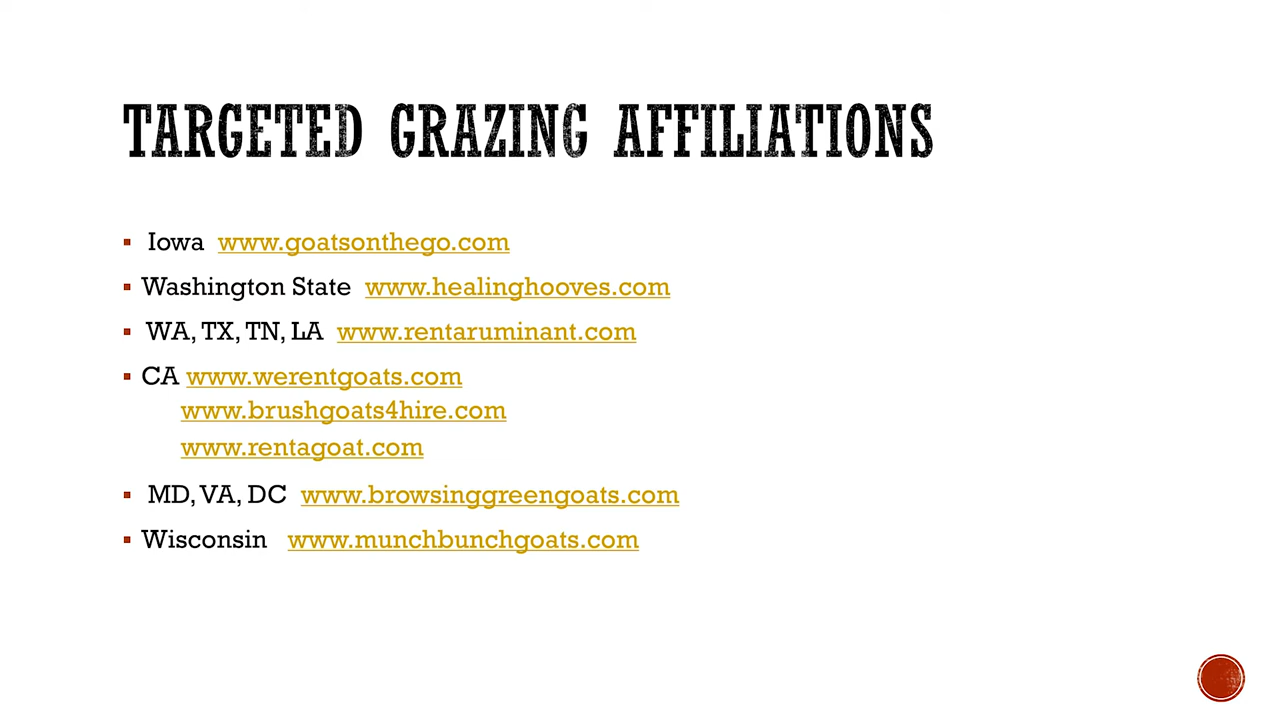 TARGETED GRAZING AFFILIATIONS
Iowa www.goatsonthego.com
Washington State www.healinghooves.com
WA, TX, TN, LA www.rentaruminant.com
CA www.werentgoats.com
www.brushgoats4hire.com
www.rentagoat.com
MD, VA, DC www.browsinggreengoats.com
Wisconsin www.munchbunchgoats.com